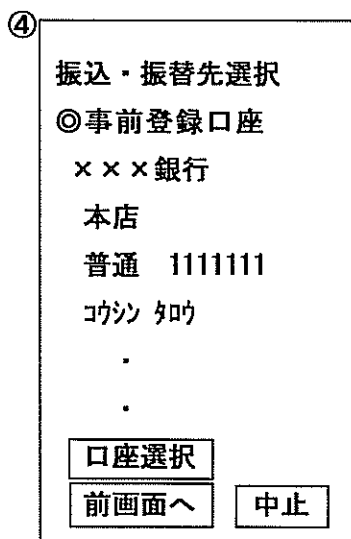 ④
振込・振替先選択
◎事前登録口座
×××銀行
本店
普通 1111111
ｺｳｼﾝ ﾀﾛｳ
・
・
口座選択
前画面へ 中止